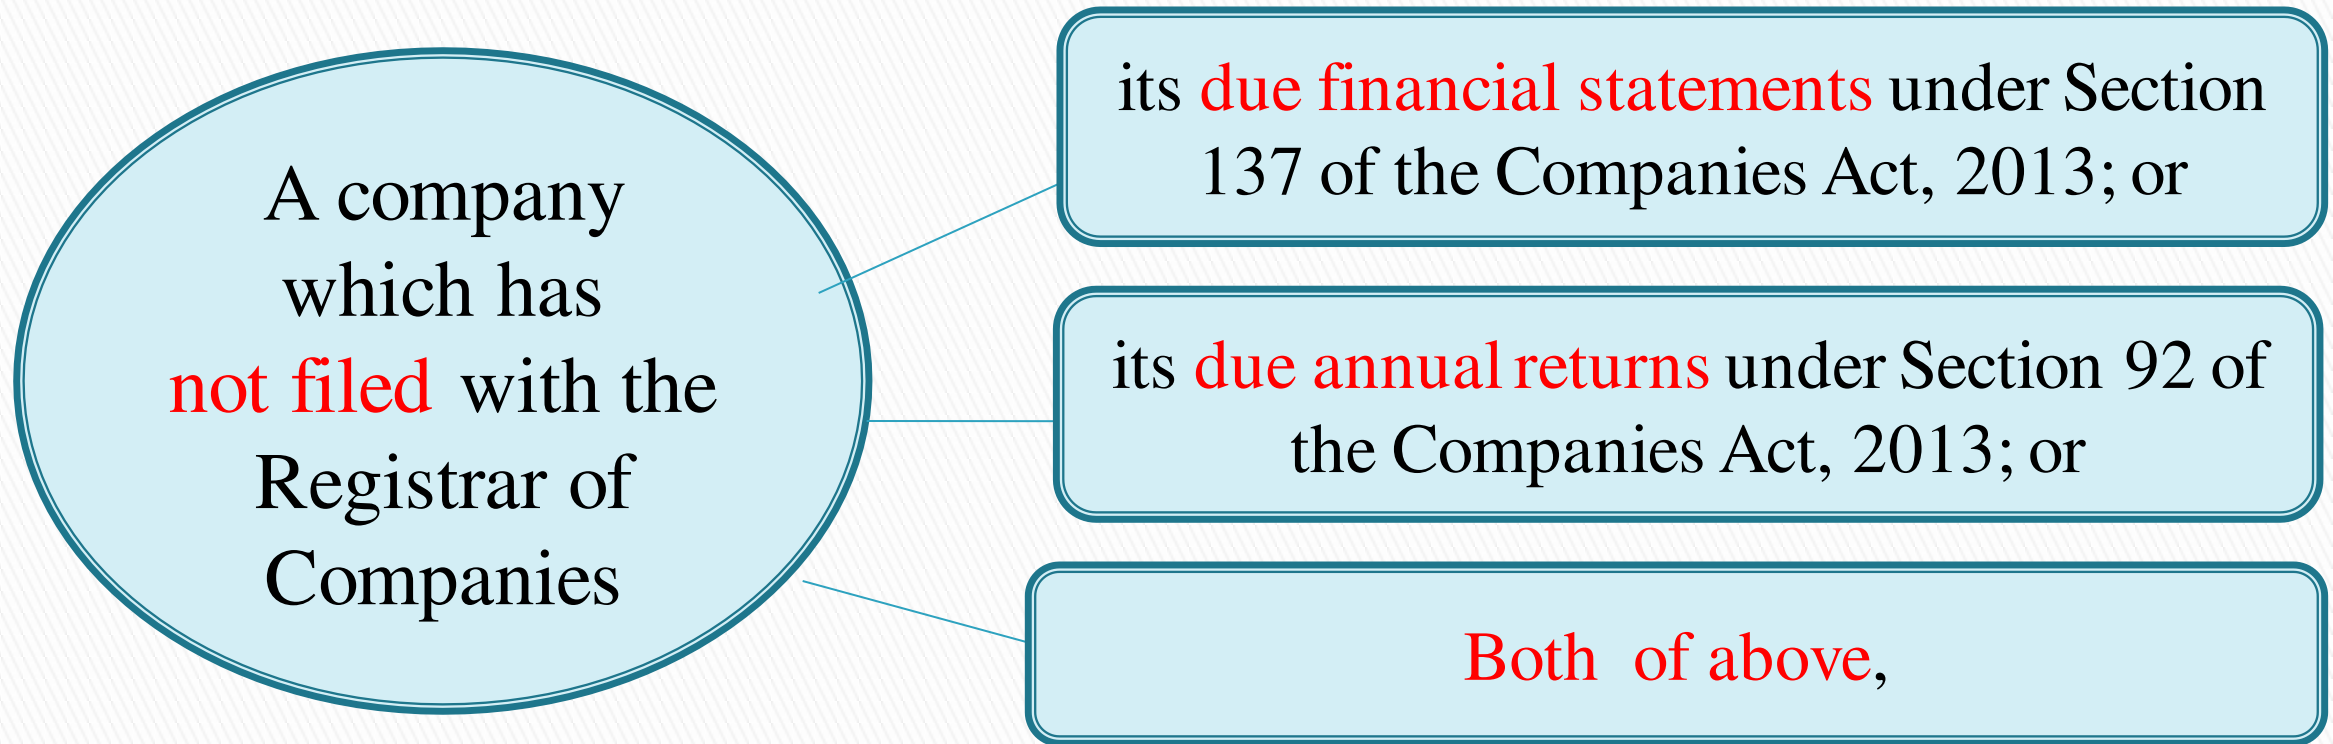 A company
which has
not filed with the
Registrar of
Companies
its due financial statements under Section
137 of the Companies Act, 2013; or
its due annual returns under Section 92 of
the Companies Act, 2013; or
Both of above,